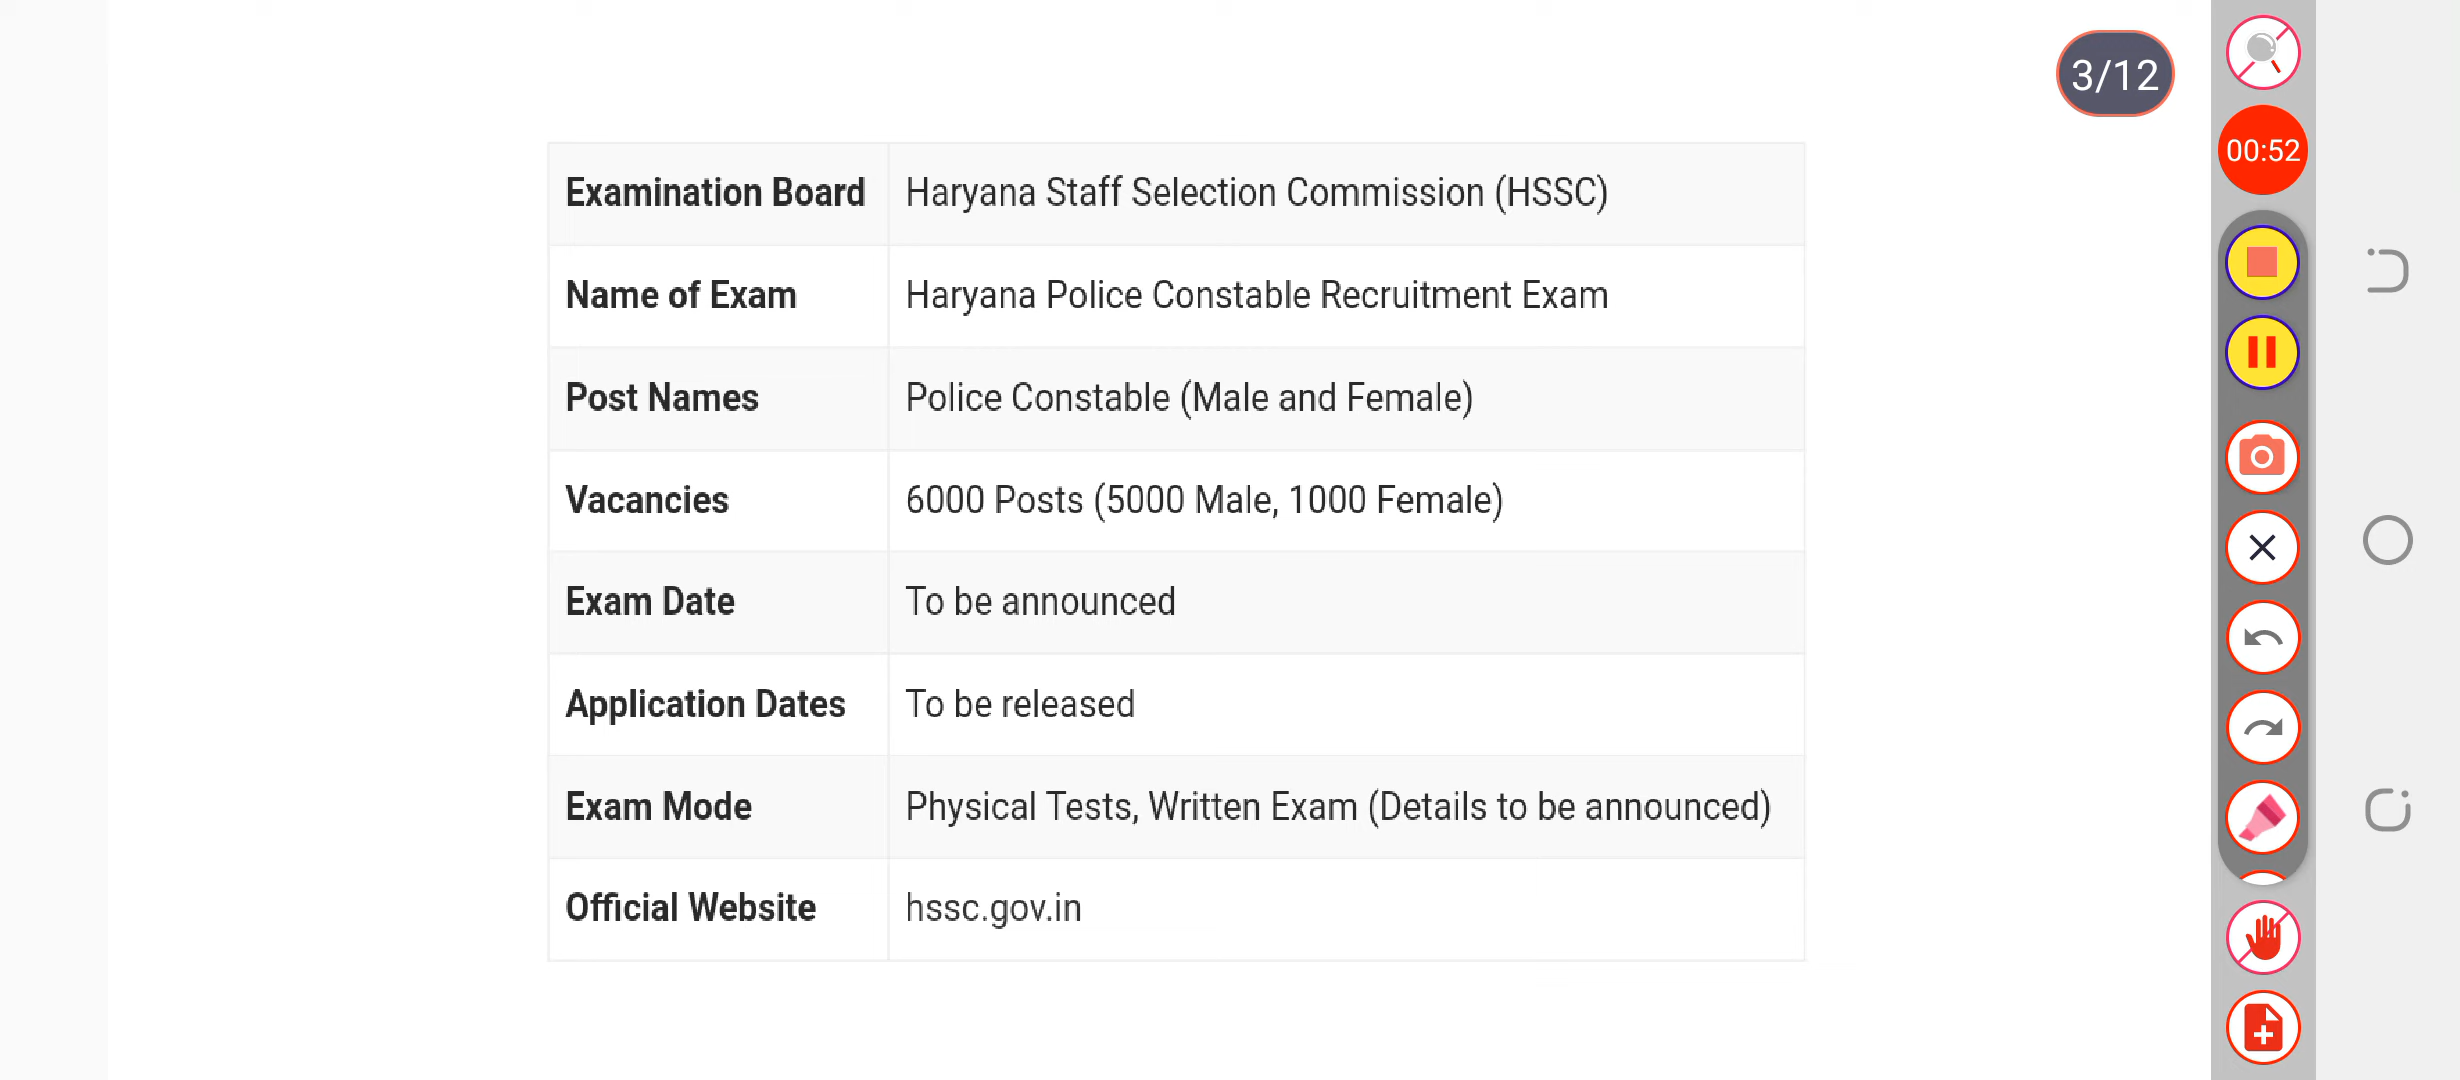 3/12
00:52
Examination Board Haryana Staff Selection Commission (HSSC)
Name of Exam Haryana Police Constable Recruitment Exam
Post Names Police Constable (Male and Female)
Vacancies 6000 Posts (5000 Male, 1000 Female)
Exam Date To be announced
Application Dates To be released
Exam Mode Physical Tests, Written Exam (Details to be announced)
Official Website hssc.gov.in